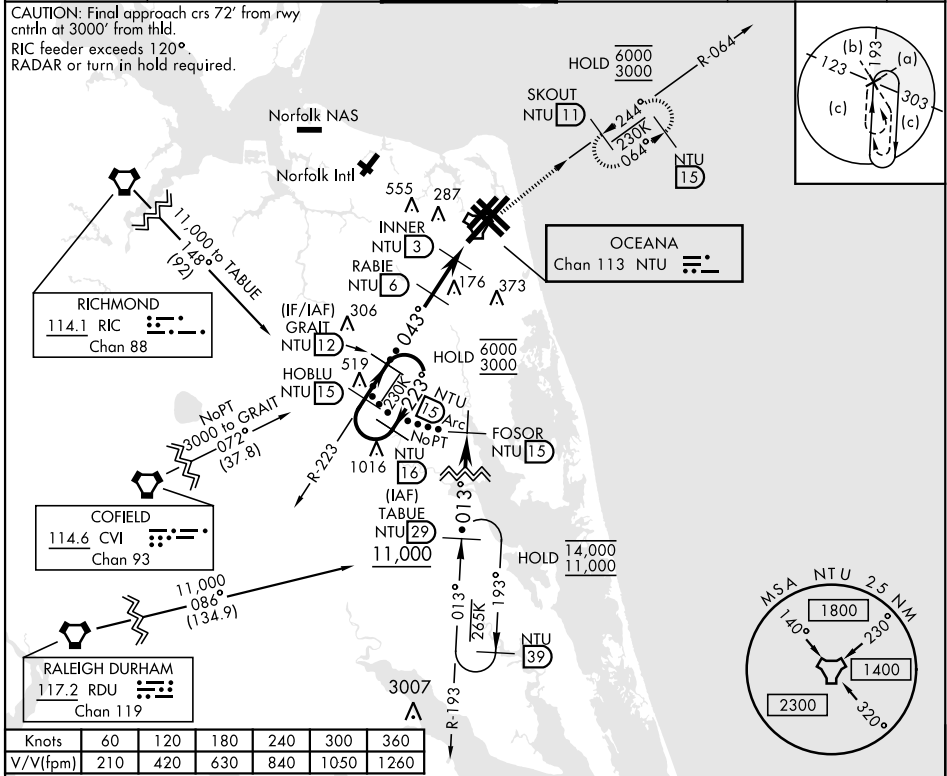 CAUTION: Final approach crs 72' from rwy
cntrln at 3000' from thld.
RIC feeder exceeds 120°.
RADAR or turn in hold required.
HOLD 6000
3000
R-064
SKOUT
NTU 11
244°
230K
064°
NTU
15
(b)
193
(a)
123
303
(c)
(c)
Norfolk NAS
Norfolk Intl
555
287
INNER
NTU 3
RABIE
NTU 6
176
373
OCEANA
Chan 113 NTU
11,000 to TABUE
148°
(92)
RICHMOND
114.1 RIC
Chan 88
(IF/IAF)
GRAIT
NTU 12
306
043°
HOLD 6000
3000
HOBLU
NTU 15
519
230K
223°
NTU
15 Arc
NoPT
FOSOR
NTU 15
NoPT
3000 to GRAIT
072°
(37.8)
R-223
1016
NTU
16
COFIELD
114.6 CVI
Chan 93
(IAF)
TABUE
NTU 29
11,000
013°
HOLD 14,000
11,000
11,000
086°
(134.9)
013°
265K
193°
NTU
39
RALEIGH DURHAM
117.2 RDU
Chan 119
3007
R-193
MSA NTU 25 NM
1800
140°
230°
1400
2300
320°
Knots 60 120 180 240 300 360
V/V(fpm) 210 420 630 840 1050 1260